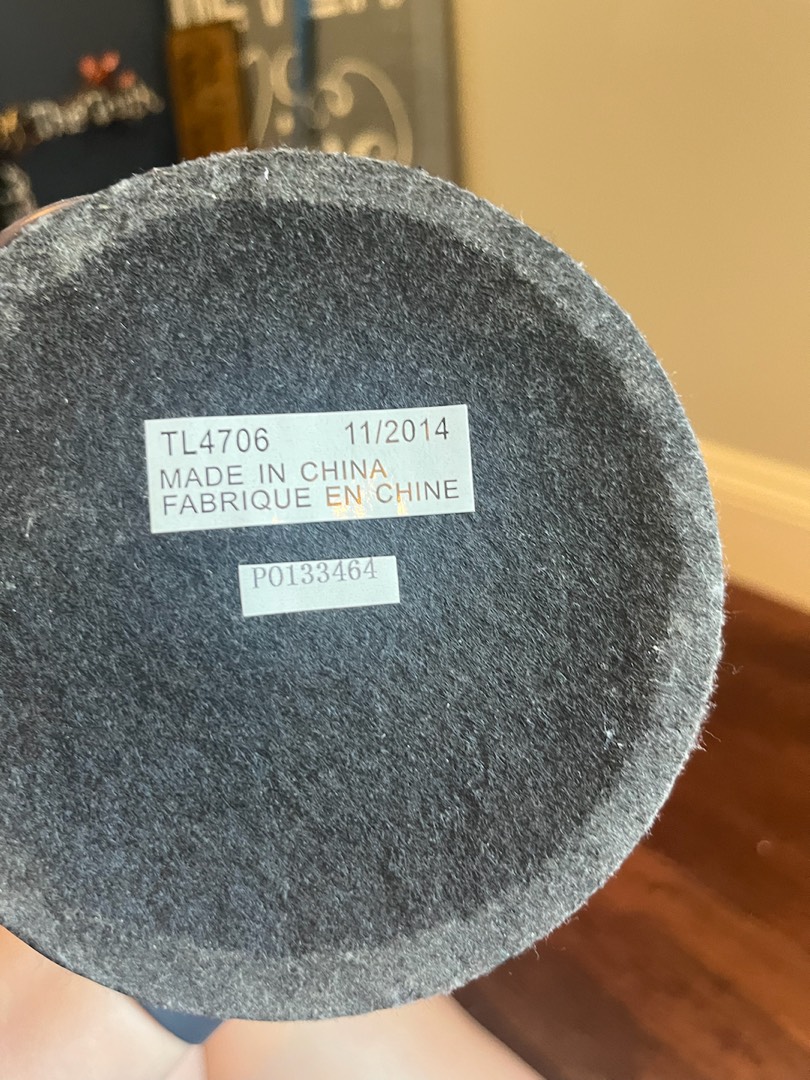 TL4706 11/2014
MADE IN CHINA
FABRIQUE EN CHINE
P0133464